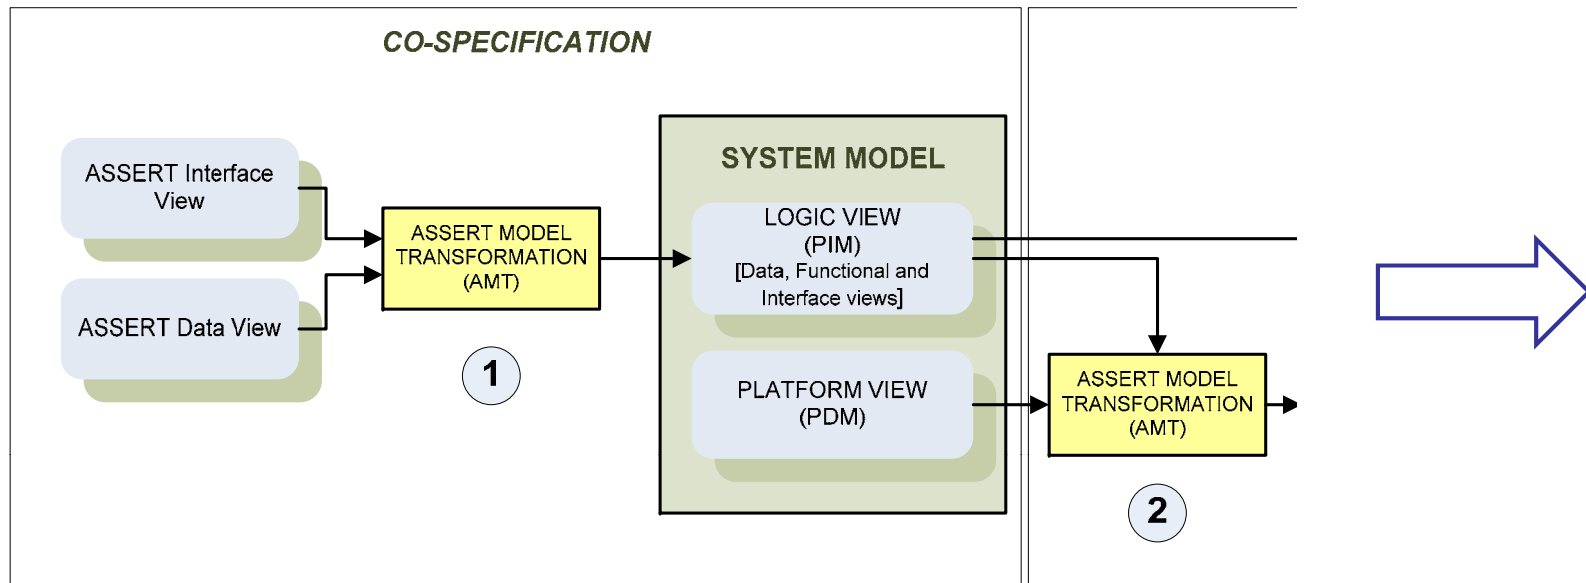 CO-SPECIFICATION
ASSERT Interface
View
ASSERT Data View
ASSERT MODEL
TRANSFORMATION
(AMT)
1
SYSTEM MODEL
LOGIC VIEW
(PIM)
[Data, Functional and
Interface views]
PLATFORM VIEW
(PDM)
ASSERT MODEL
TRANSFORMATION
(AMT)
2